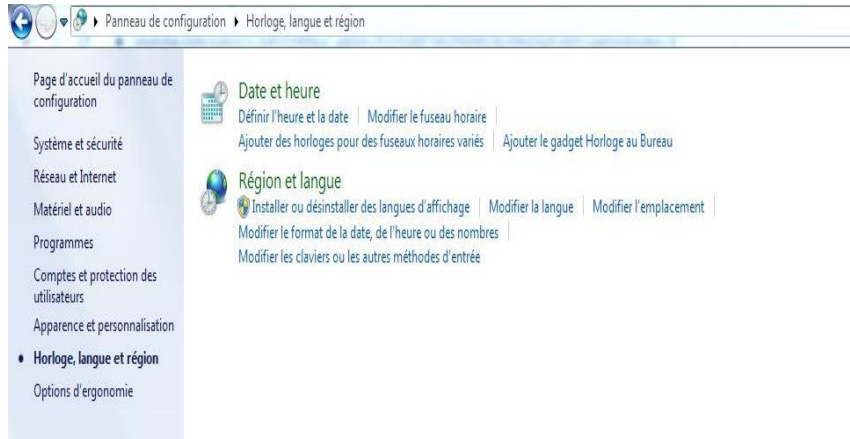 Panneau de configuration Horloge, langue et région
Page d'accueil du panneau de
configuration
Système et sécurité
Réseau et Internet
Matériel et audio
Programmes
Comptes et protection des
utilisateurs
Apparence et personnalisation
Horloge, langue et région
Options d'ergonomie
Date et heure
Définir l'heure et la date | Modifier le fuseau horaire
Ajouter des horloges pour des fuseaux horaires variés | Ajouter le gadget Horloge au Bureau
Région et langue
Installer ou désinstaller des langues d'affichage | Modifier la langue | Modifier l'emplacement
Modifier le format de la date, de l'heure ou des nombres
Modifier les claviers ou les autres méthodes d'entrée